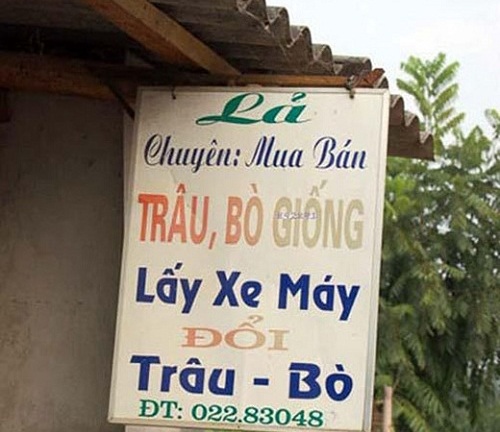 Lả
Chuyên: Mua Bán
TRÂU, BÒ GIỐNG
Lấy Xe Máy
ĐỔI
Trâu - Bò
ĐT: 022.83048